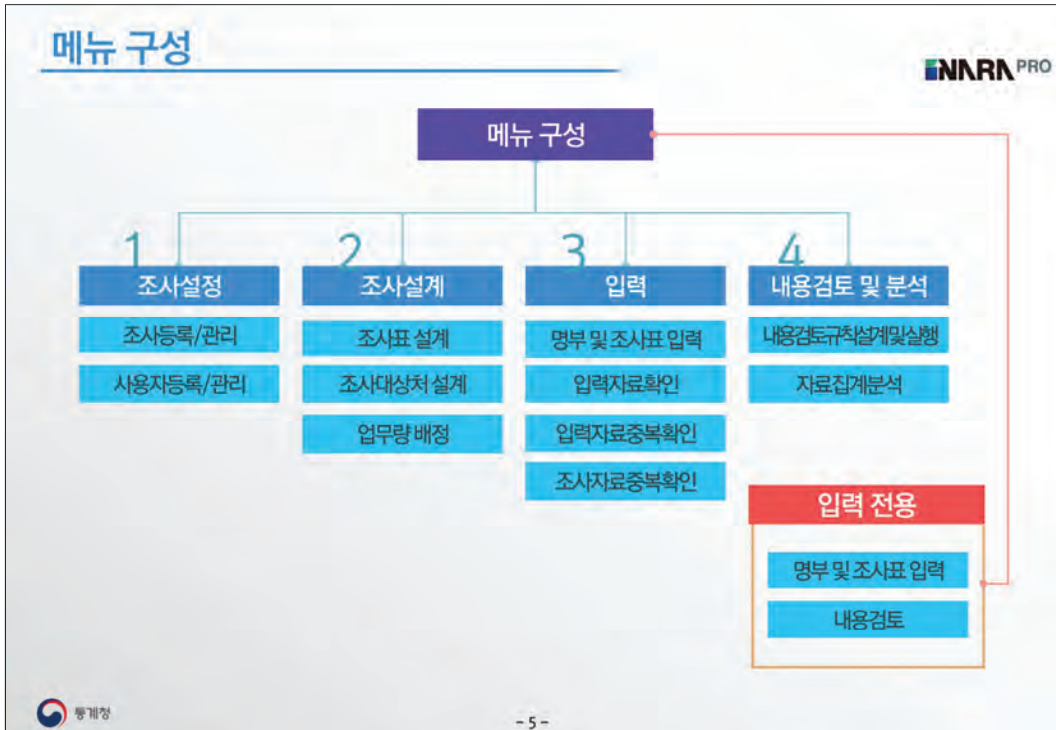 메뉴 구성
NARA PRO
메뉴 구성
1
조사설정
조사등록/관리
사용자등록/관리
2
조사설계
조사표 설계
조사대상처 설계
업무량 배정
3
입력
명부 및 조사표 입력
입력자료확인
입력자료중복확인
조사자료중복확인
4
내용검토 및 분석
내용검토규칙설계및실행
자료집계분석
입력 전용
명부 및 조사표 입력
내용검토
통계청
- 5 -